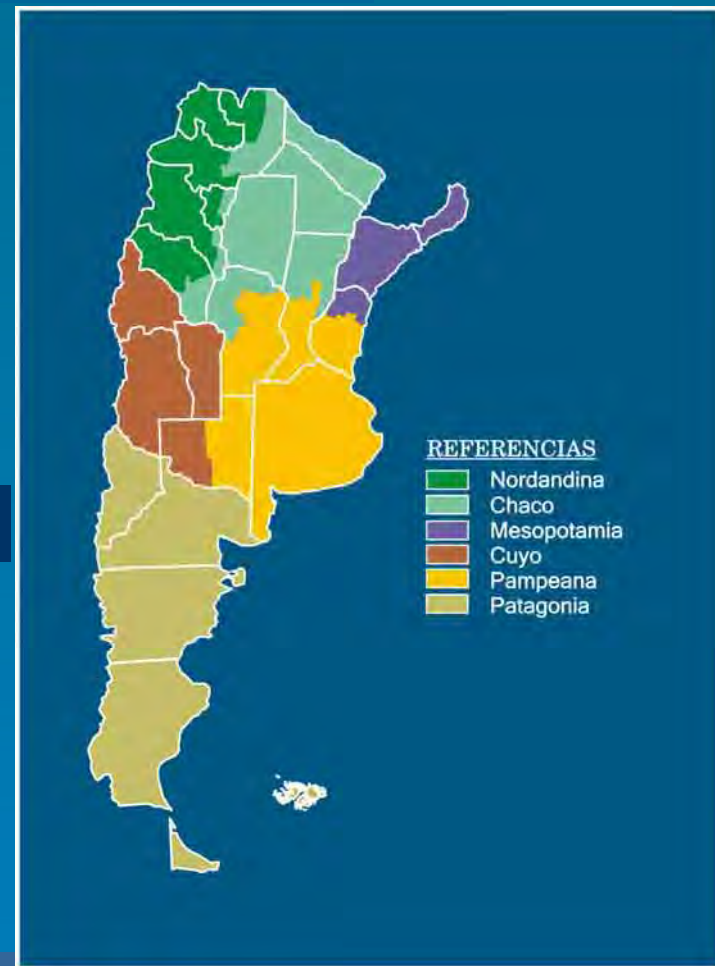 REFERENCIAS
Nordandina
Chaco
Mesopotamia
Cuyo
Pampeana
Patagonia